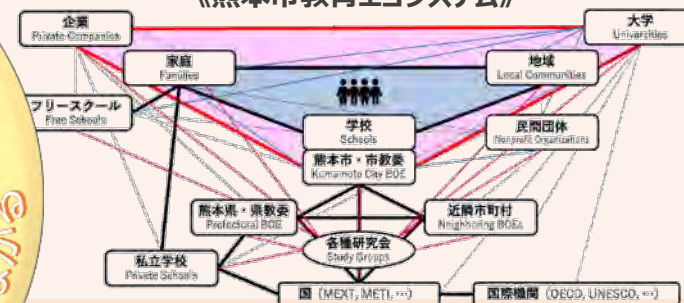 《熊本市教育エコシステム》
企業
Private Companies
大学
Universities
家庭
Families
地域
Local Communities
フリースクール
Free Schools
学校
Schools
民間団体
Nonprofit Organizations
熊本市・市教委
Kumamoto City BOE
熊本県・県教委
Prefectural BOE
近隣市町村
Neighboring BOEs
各種研究会
Study Groups
私立学校
Private Schools
国（MEXT, METI, …）
国際機関（OECD, UNESCO, …）